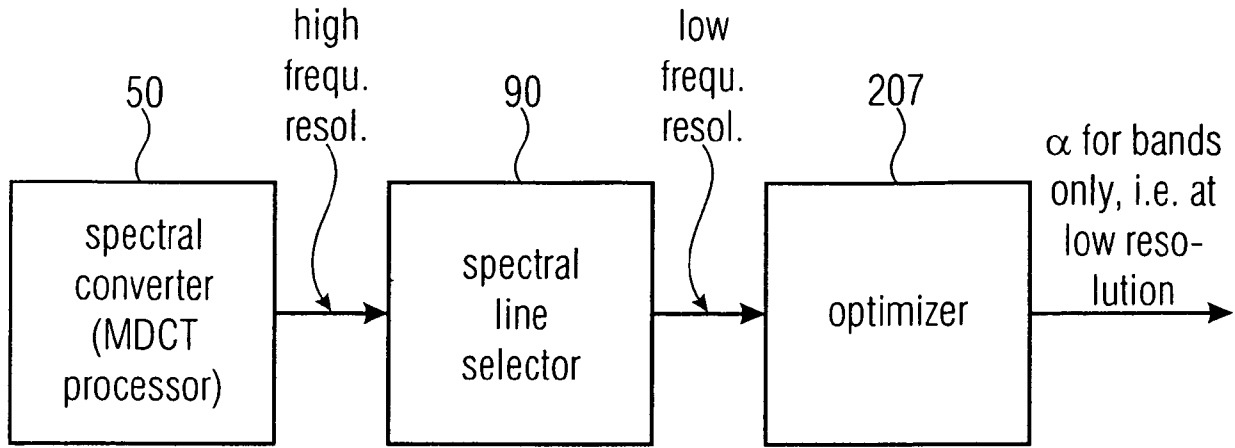 high
frequ.
resol.
low
frequ.
resol.
50
90
207
spectral
converter
(MDCT
processor)
spectral
line
selector
optimizer
α for bands
only, i.e. at
low reso-
lution